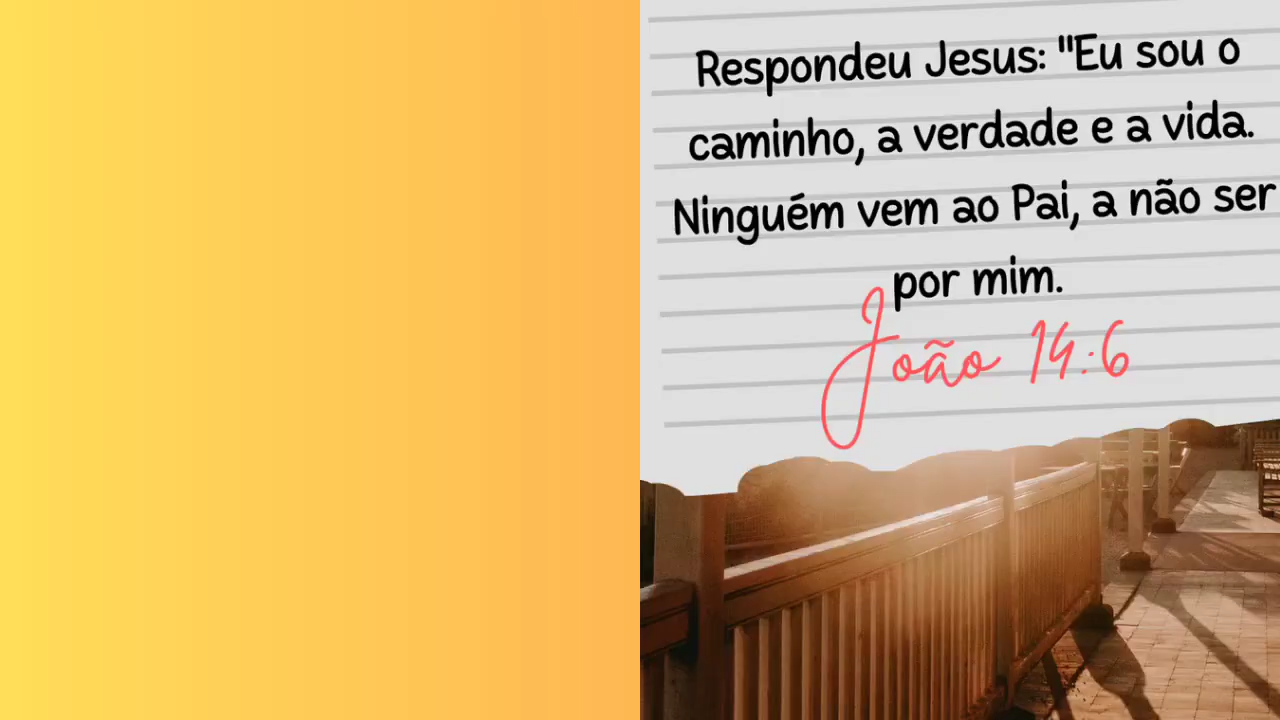 Respondeu Jesus: "Eu sou o
caminho, a verdade e a vida.
Ninguém vem ao Pai, a não ser
por mim.
João 14:6